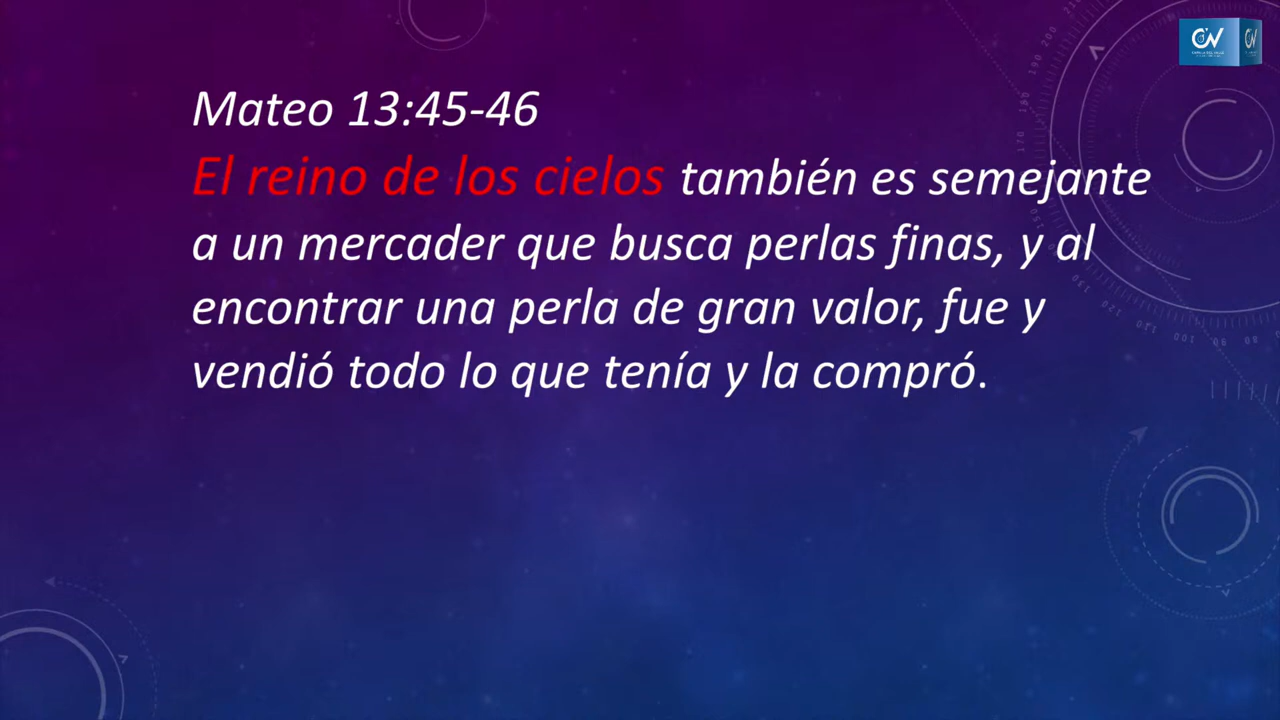 Mateo 13:45-46
El reino de los cielos también es semejante
a un mercader que busca perlas finas, y al
encontrar una perla de gran valor, fue y
vendió todo lo que tenía y la compró.